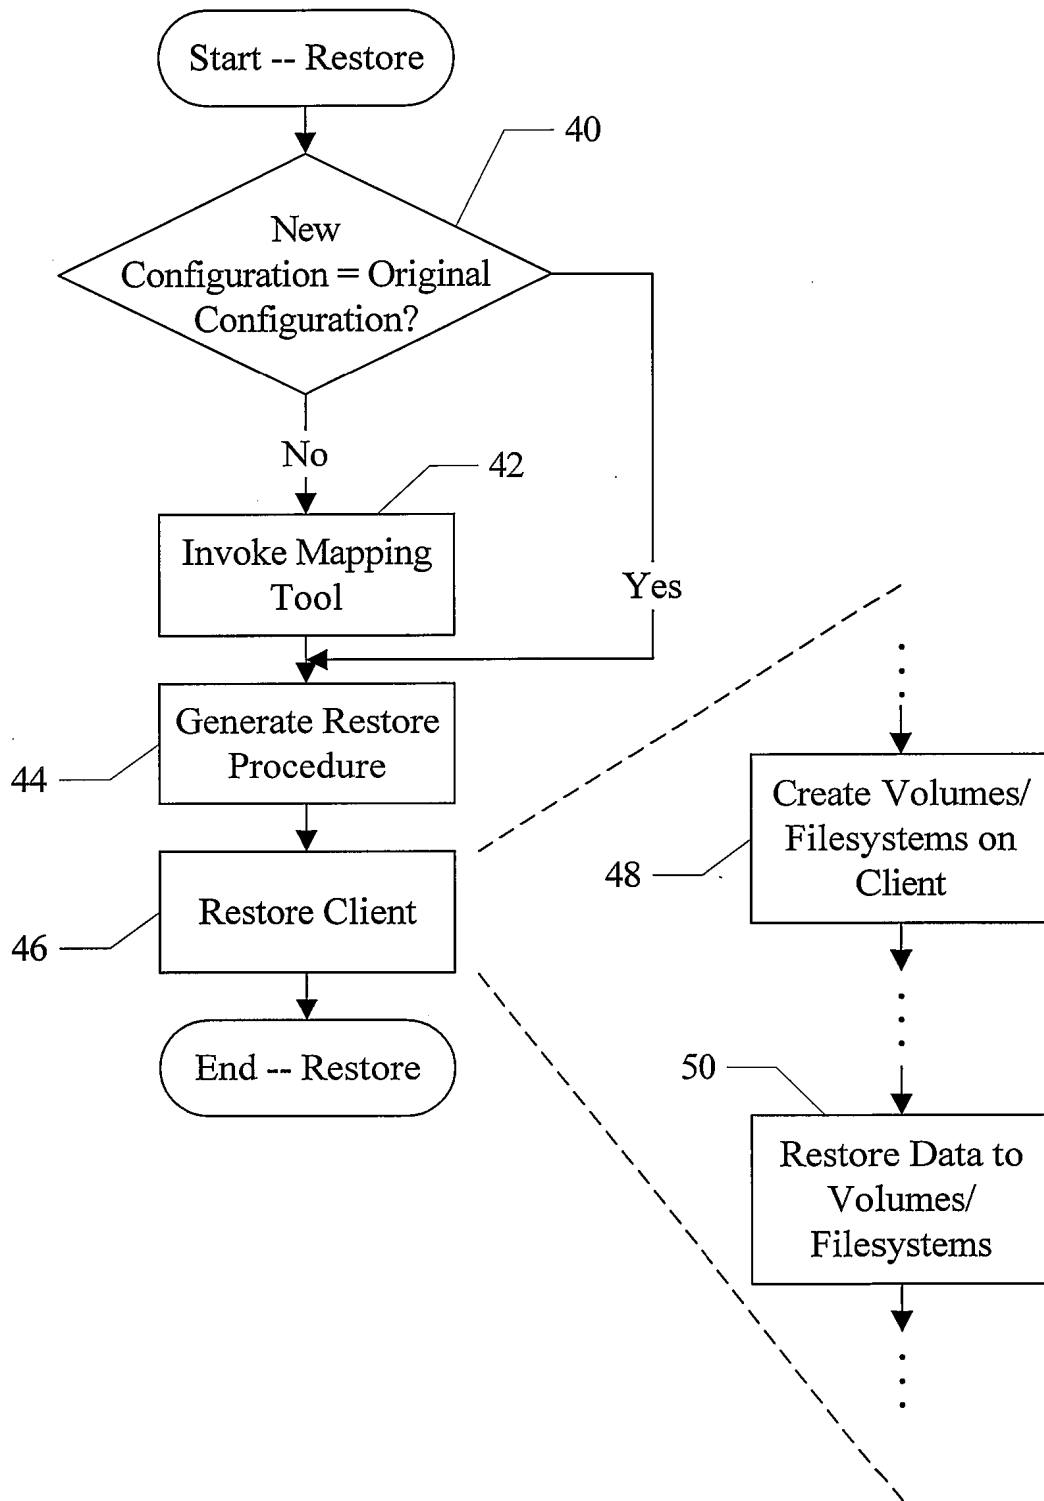 Start -- Restore
40
New
Configuration = Original
Configuration?
No
42
Invoke Mapping
Tool
Yes
Generate Restore
Procedure
44
Restore Client
46
End -- Restore
Create Volumes/
Filesystems on
Client
48
50
Restore Data to
Volumes/
Filesystems